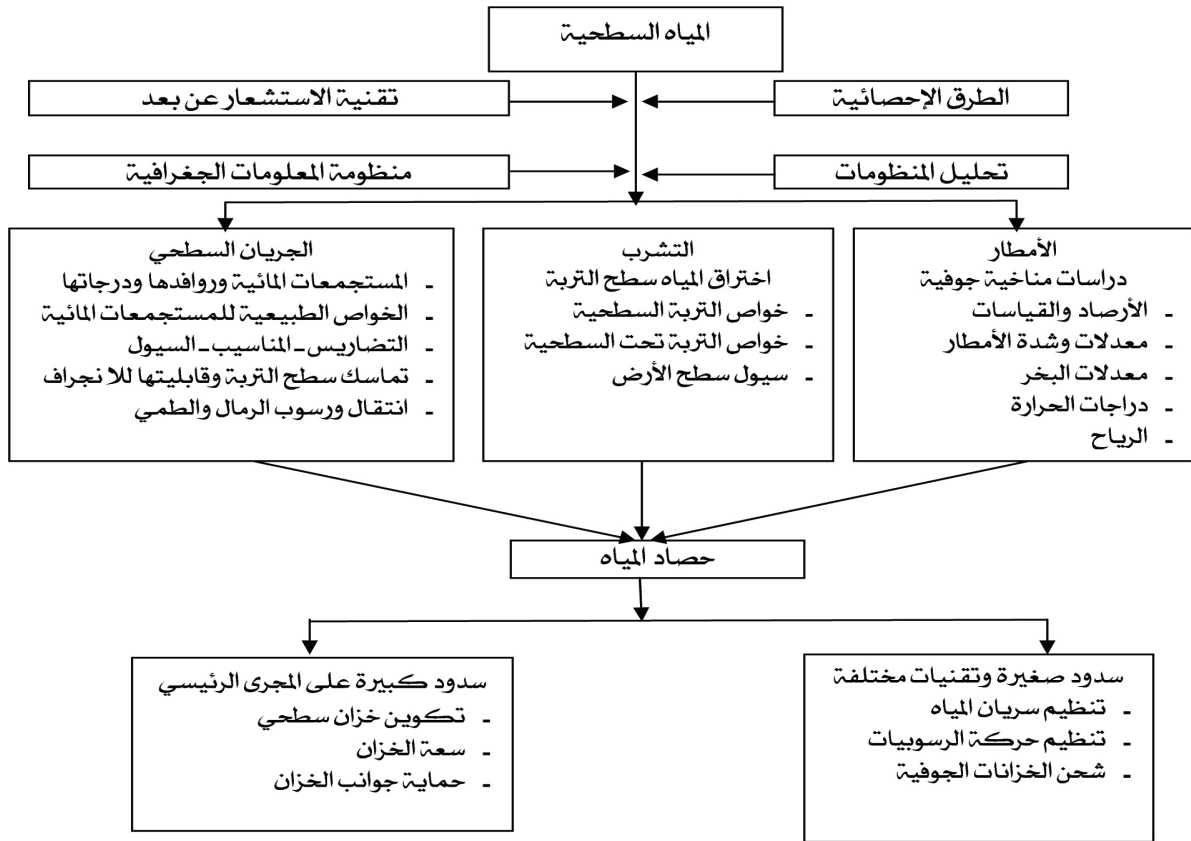 المياه السطحية
الطرق الإحصائية
تقنية الاستشعار عن بعد
تحليل المنظومات
منظومة المعلومات الجغرافية
الأمطار
دراسات مناخية جوفية
- الأرصاد والقياسات
- معدلات وشدة الأمطار
- معدلات البخر
- دراجات الحرارة
- الرياح
التشرب
اختراق المياه سطح التربة
- خواص التربة السطحية
- خواص التربة تحت السطحية
- سيول سطح الأرض
الجريان السطحي
- المستجمعات المائية وروافدها ودرجاتها
- الخواص الطبيعية للمستجمعات المائية
- التضاريس-المناسيب-السيول
- تماسك سطح التربة وقابليتها للانجراف
- انتقال ورسوب الرمال والطمي
حصاد المياه
سدود صغيرة وتقنيات مختلفة
- تنظيم سريان المياه
- تنظيم حركة الرسوبيات
- شحن الخزانات الجوفية
سدود كبيرة على المجرى الرئيسي
- تكوين خزان سطحي
- سعة الخزان
- حماية جوانب الخزان